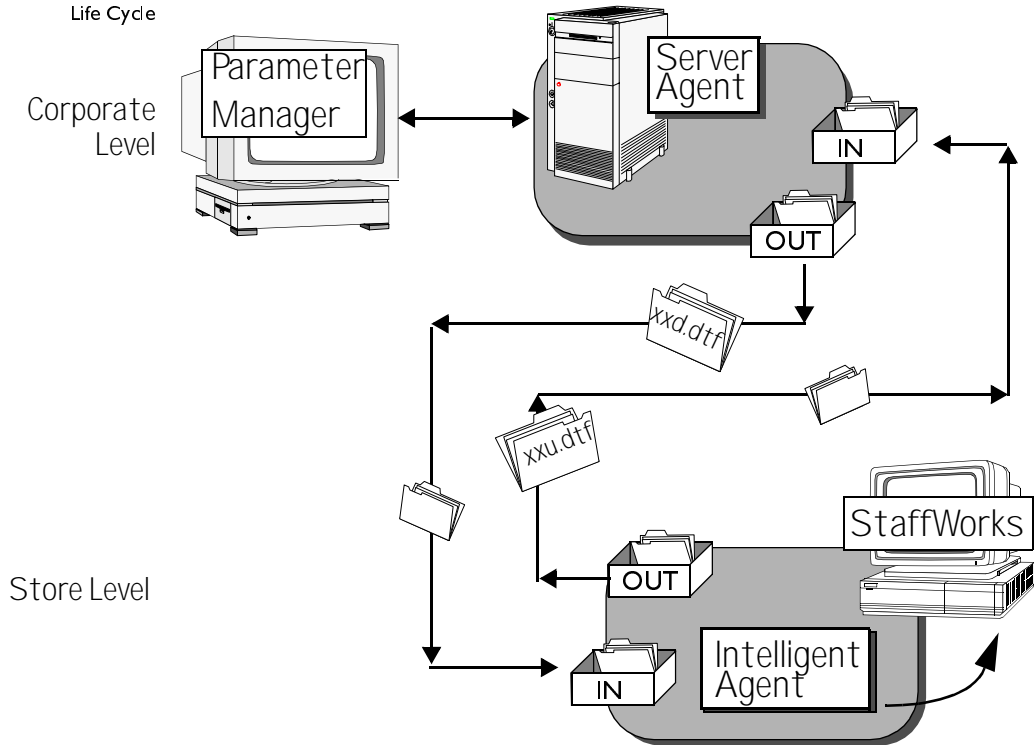 Life Cycle
Parameter
Manager
Server
Agent
Corporate
Level
IN
OUT
xxd.dtf
xxu.dtf
StaffWorks
OUT
Store Level
Intelligent
Agent
IN